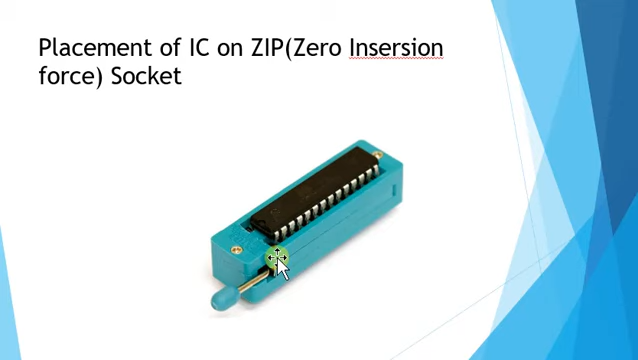 Placement of IC on ZIP(Zero Insersion
force) Socket